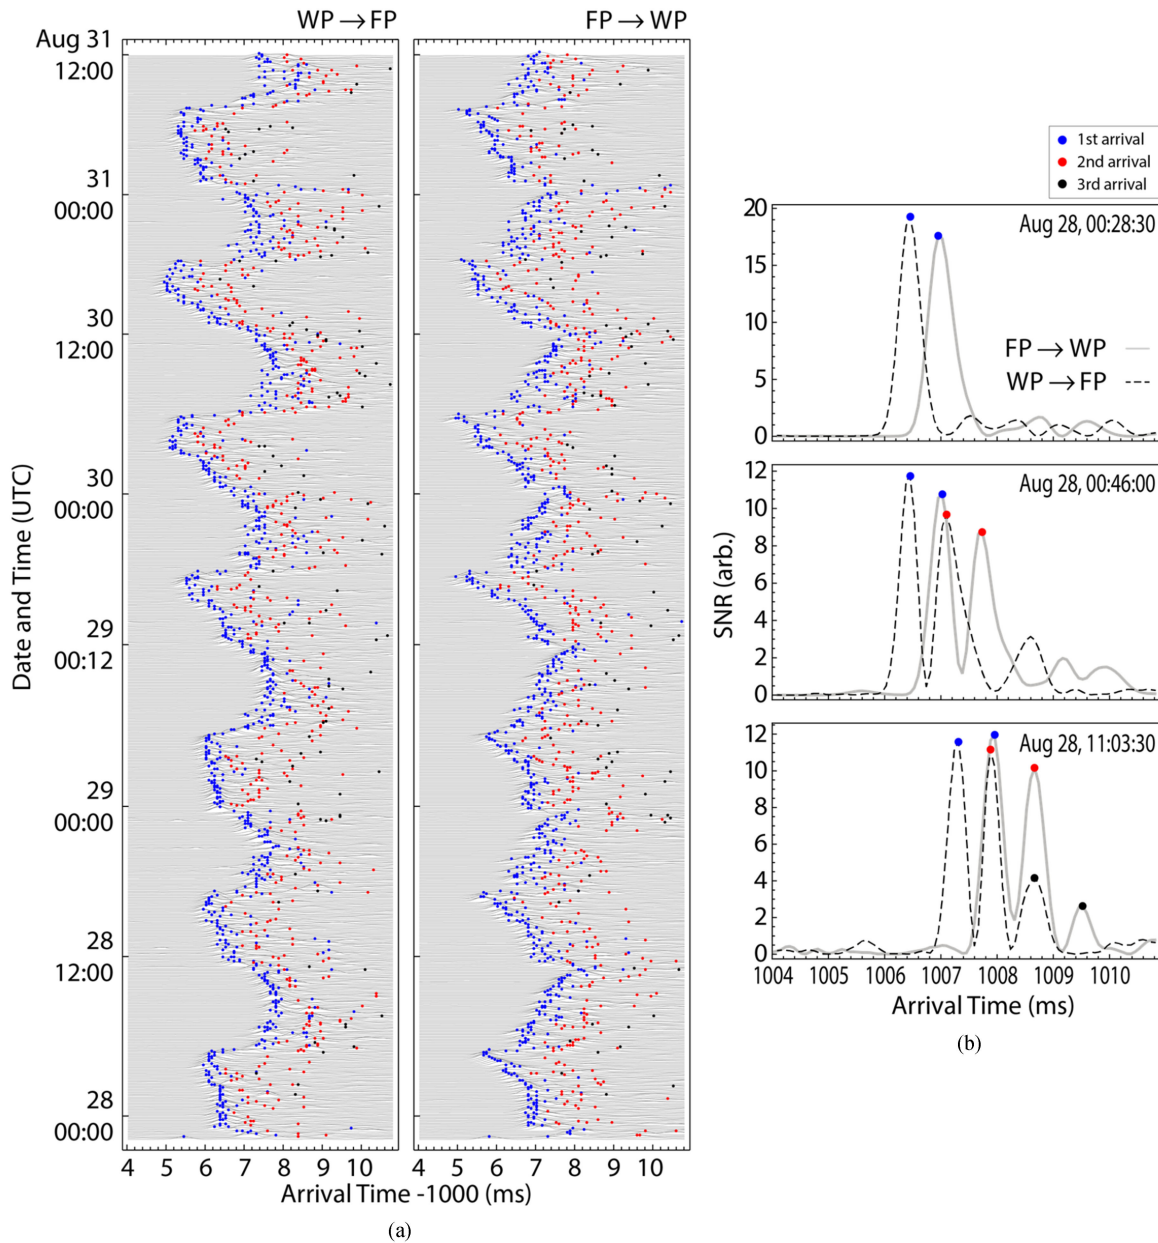 WP → FP
FP → WP
Aug 31
12:00
31
00:00
30
12:00
30
00:00
29
00:12
29
00:00
28
12:00
28
00:00
Date and Time (UTC)
4 5 6 7 8 9 10
4 5 6 7 8 9 10
Arrival Time -1000 (ms)
(a)
1st arrival
2nd arrival
3rd arrival
20
15
10
5
0
Aug 28, 00:28:30
FP → WP
WP → FP
12
10
8
6
4
2
0
Aug 28, 00:46:00
SNR (arb.)
12
10
8
6
4
2
0
Aug 28, 11:03:30
1004 1005 1006 1007 1008 1009 1010
Arrival Time (ms)
(b)